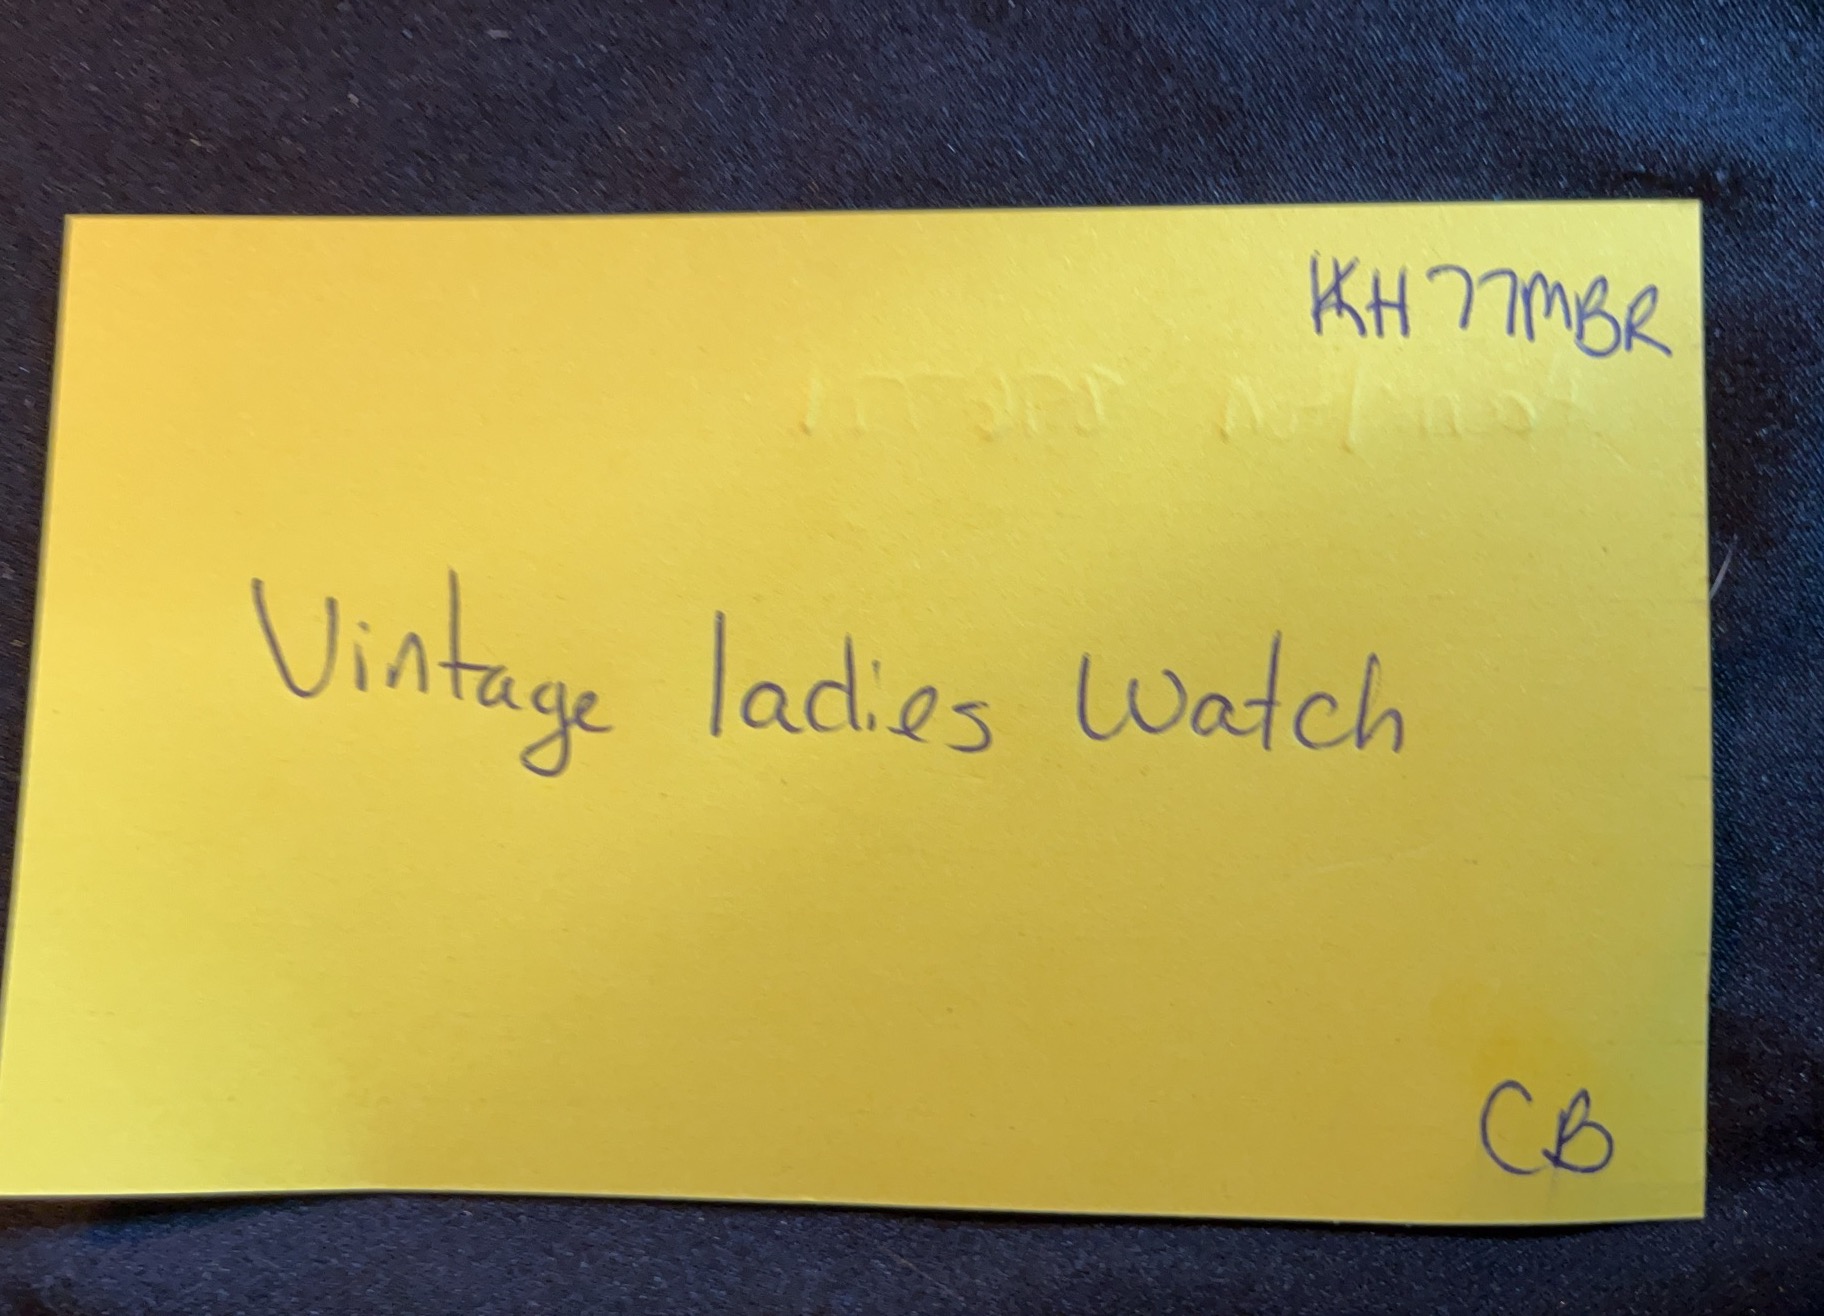 KH77MBR
Vintage ladies watch
CB